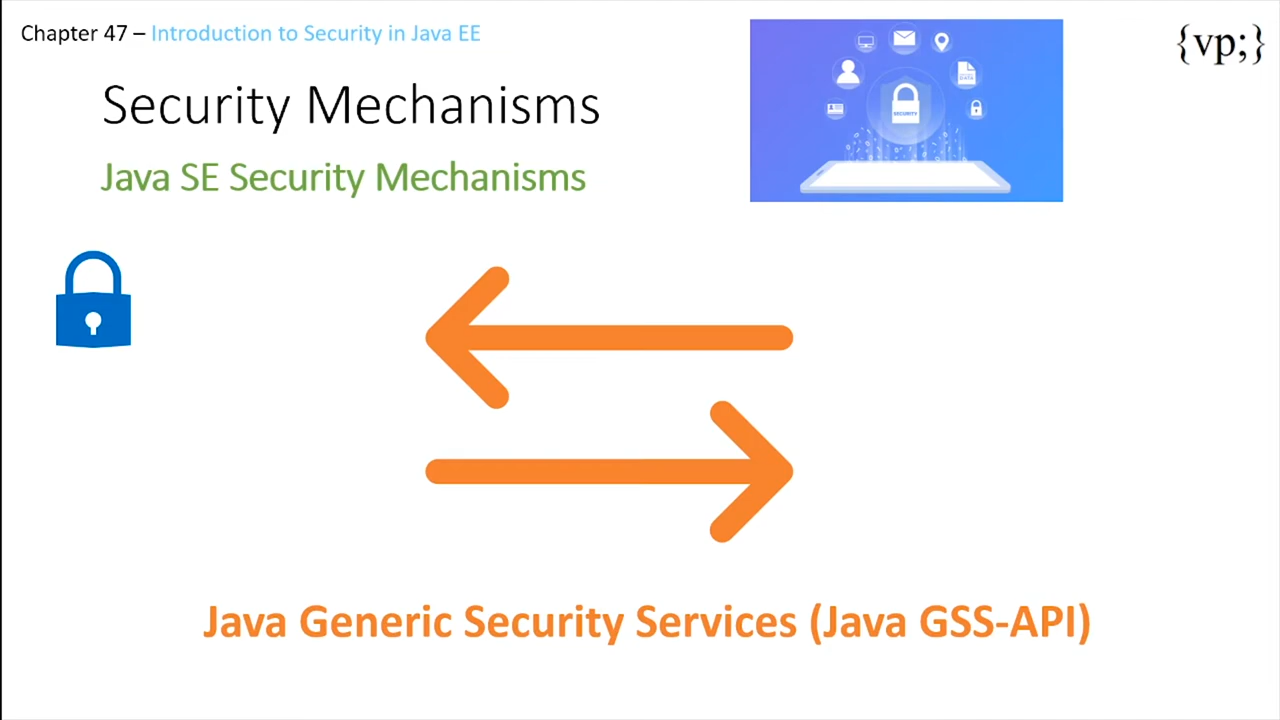 Chapter 47 – Introduction to Security in Java EE
{vp;}
Security Mechanisms
Java SE Security Mechanisms
SECURITY
Java Generic Security Services (Java GSS-API)